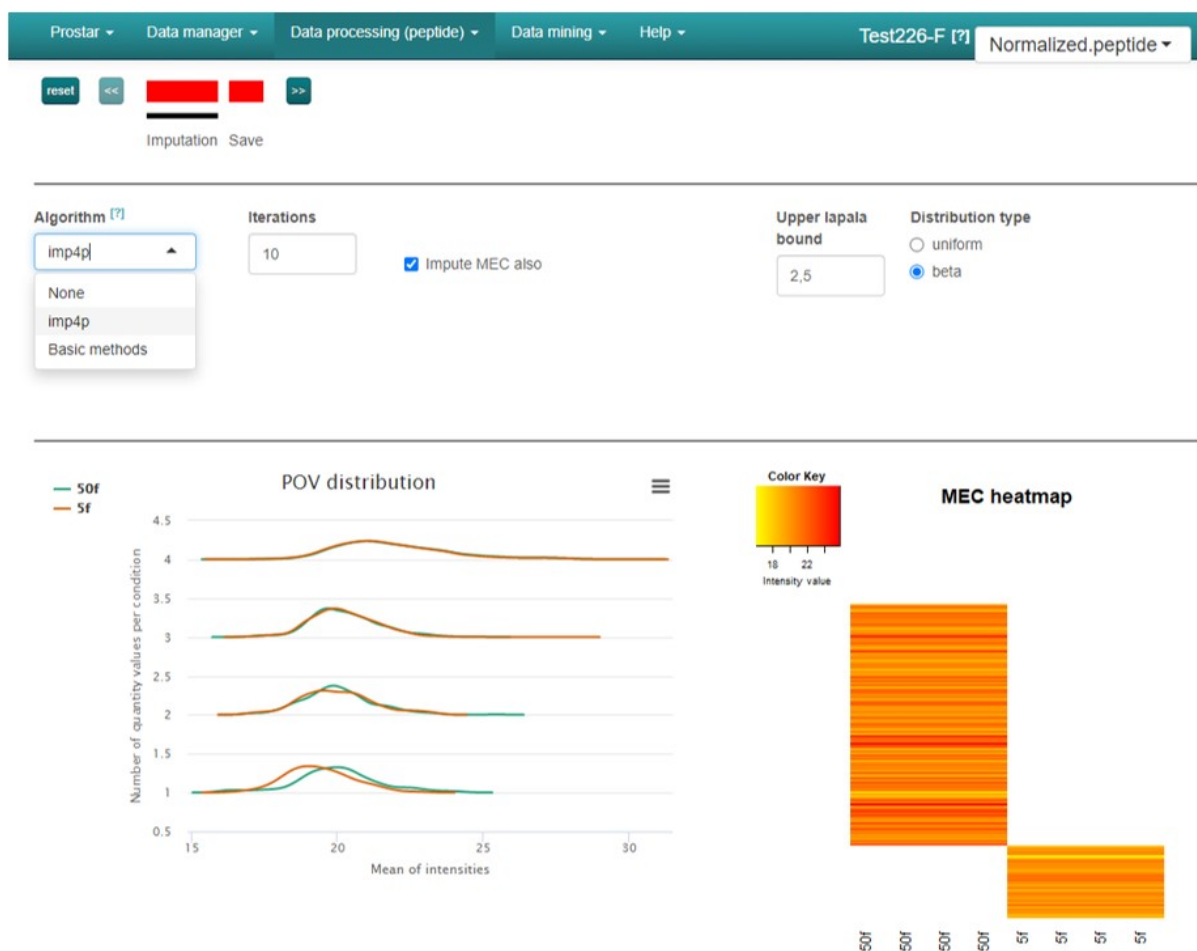 Prostar Data manager Data processing (peptide) Data mining Help Test226-F [?] Normalized.peptide
reset << >>
Imputation Save
Algorithm [?] Iterations Upper lapala bound Distribution type
imp4p 10 Impute MEC also 2,5 uniform
beta
None
imp4p
Basic methods
50f
5f
POV distribution
Number of quantity values per condition
4.5
4
3.5
3
2.5
2
1.5
1
0.5
15 20 25 30
Mean of intensities
Color Key
18 22
Intensity value
MEC heatmap
50f 50f 50f 50f 5f 5f 5f 5f